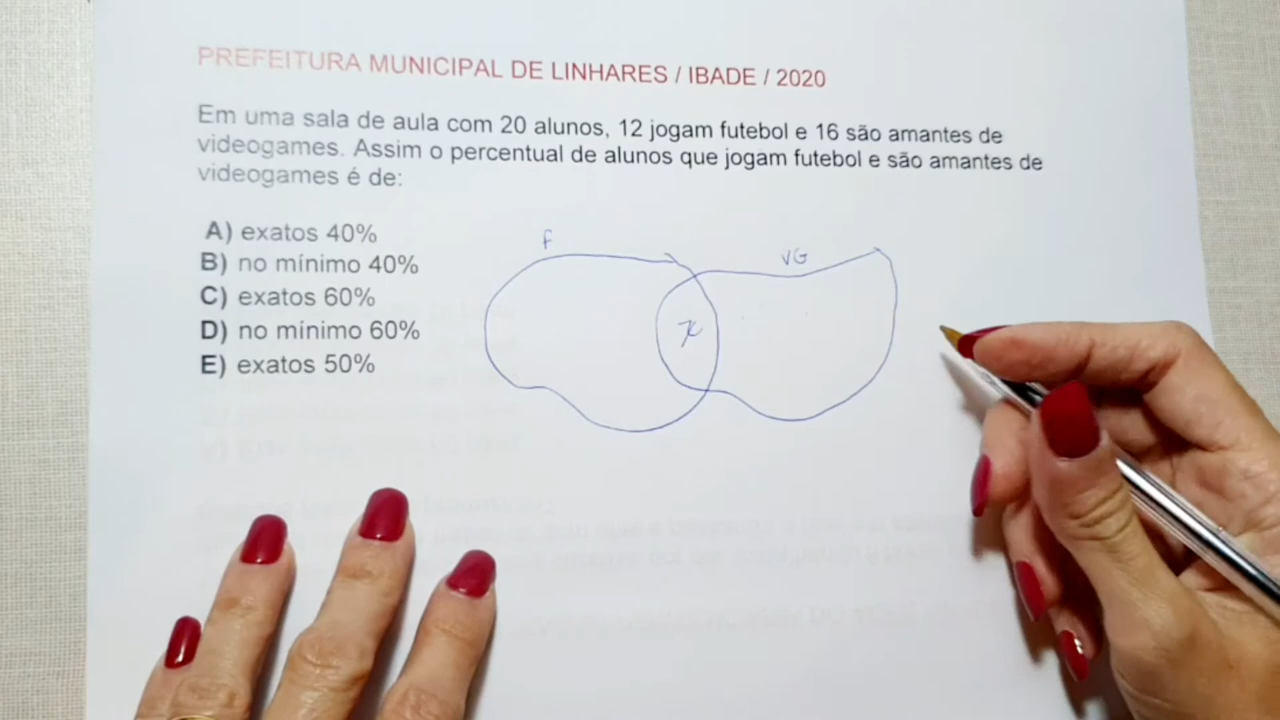 PREFEITURA MUNICIPAL DE LINHARES / IBADE / 2020
Em uma sala de aula com 20 alunos, 12 jogam futebol e 16 são amantes de
videogames. Assim o percentual de alunos que jogam futebol e são amantes de
videogames é de:
A) exatos 40%
B) no mínimo 40%
C) exatos 60%
D) no mínimo 60%
E) exatos 50%
F
VG
x